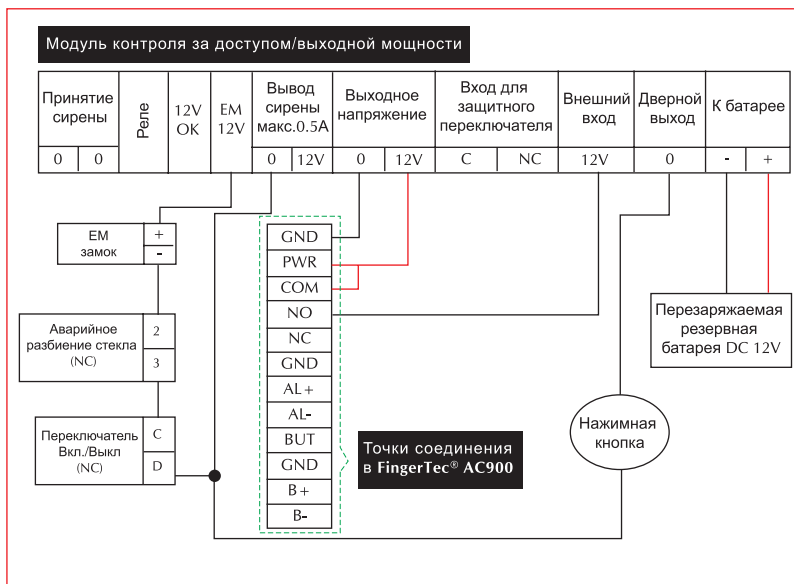 Модуль контроля за доступом/выходной мощности
Принятие
сирены
0 0
Реле
12V
OK
EM
12V
Вывод
сирены
макс.0.5А
0 12V
Выходное
напряжение
0 12V
Вход для
защитного
переключателя
C NC
Внешний
вход
12V
Дверной
выход
0
К батарее
- +
ЕМ
замок
+
-
Аварийное
разбиение стекла
(NC)
2
3
Переключатель
Вкл./Выкл
(NC)
C
D
GND
PWR
COM
NO
NC
GND
AL+
AL-
BUT
GND
B+
B-
Точки соединения
в FingerTec® AC900
Нажимная
кнопка
Перезаряжаемая
резервная
батарея DC 12V